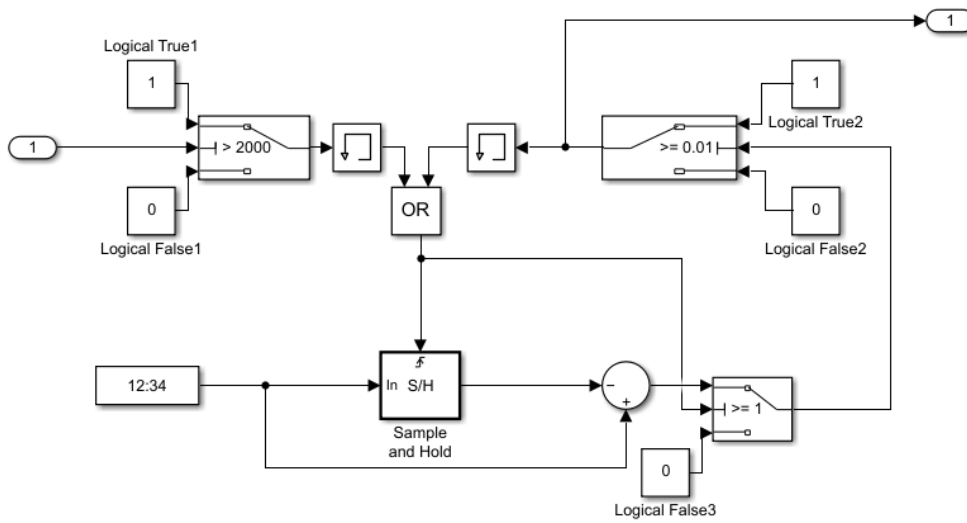 1
Logical True1
1
1
Logical True2
1
> 2000
>= 0.01
0
Logical False1
OR
0
Logical False2
12:34
In S/H
Sample
and Hold
−
+
>= 1
0
Logical False3